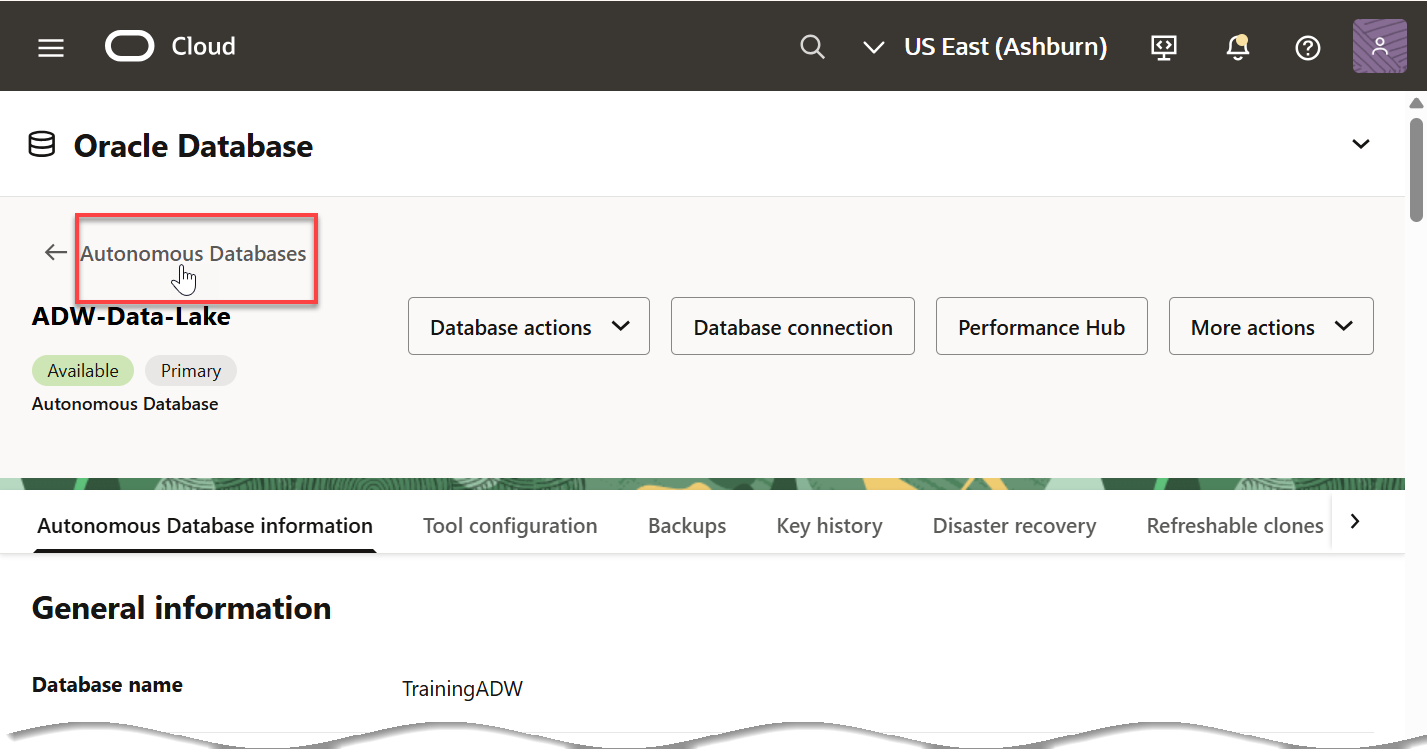 Cloud
US East (Ashburn)
Oracle Database
Autonomous Databases
ADW-Data-Lake
Database actions
Database connection
Performance Hub
More actions
Available
Primary
Autonomous Database
Autonomous Database information
Tool configuration
Backups
Key history
Disaster recovery
Refreshable clones
General information
Database name
TrainingADW